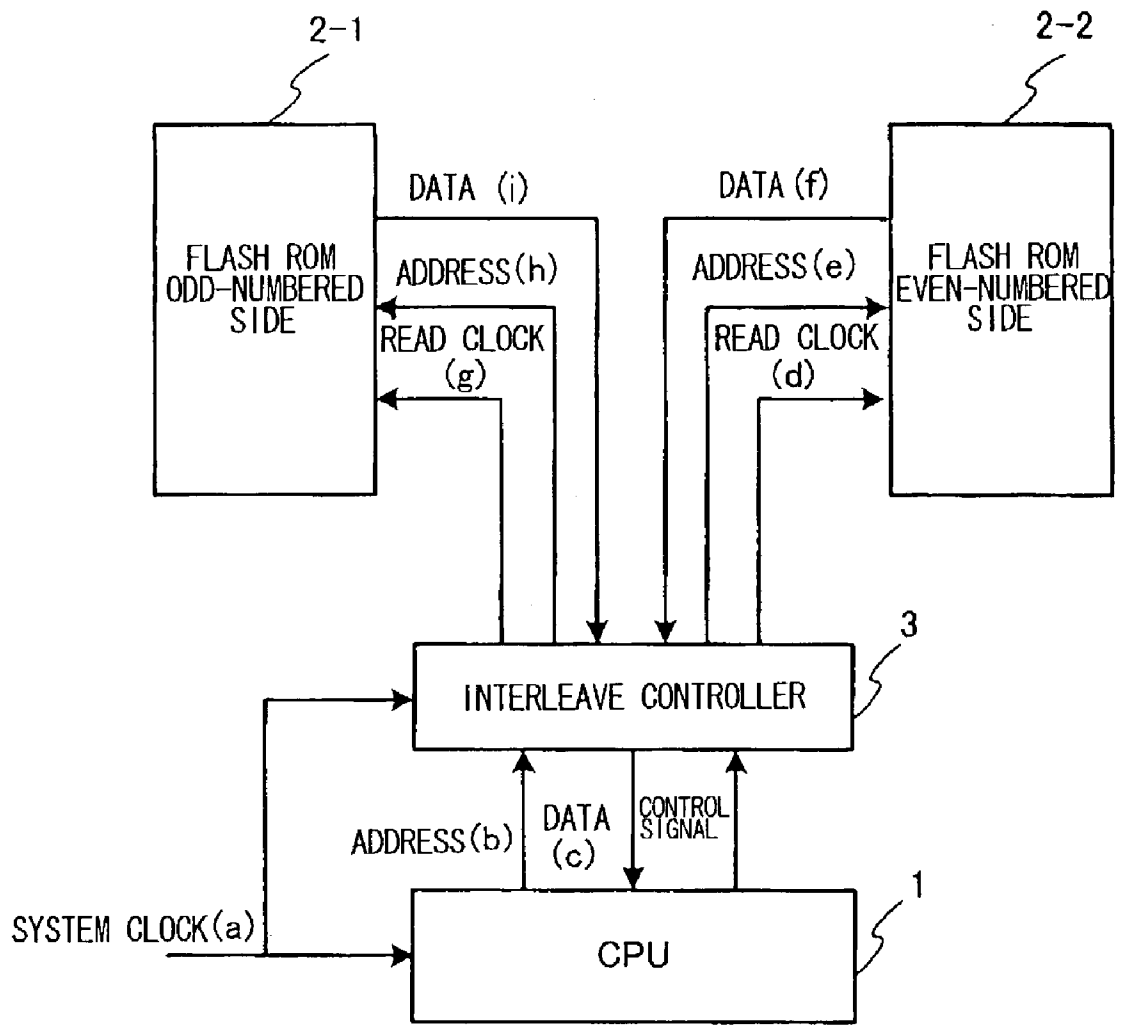 2-1
2-2
DATA (i)
DATA (f)
FLASH ROM
ODD-NUMBERED
SIDE
ADDRESS(h)
ADDRESS(e)
FLASH ROM
EVEN-NUMBERED
SIDE
READ CLOCK
(g)
READ CLOCK
(d)
3
INTERLEAVE CONTROLLER
ADDRESS(b)
DATA
(c)
CONTROL
SIGNAL
1
SYSTEM CLOCK(a)
CPU